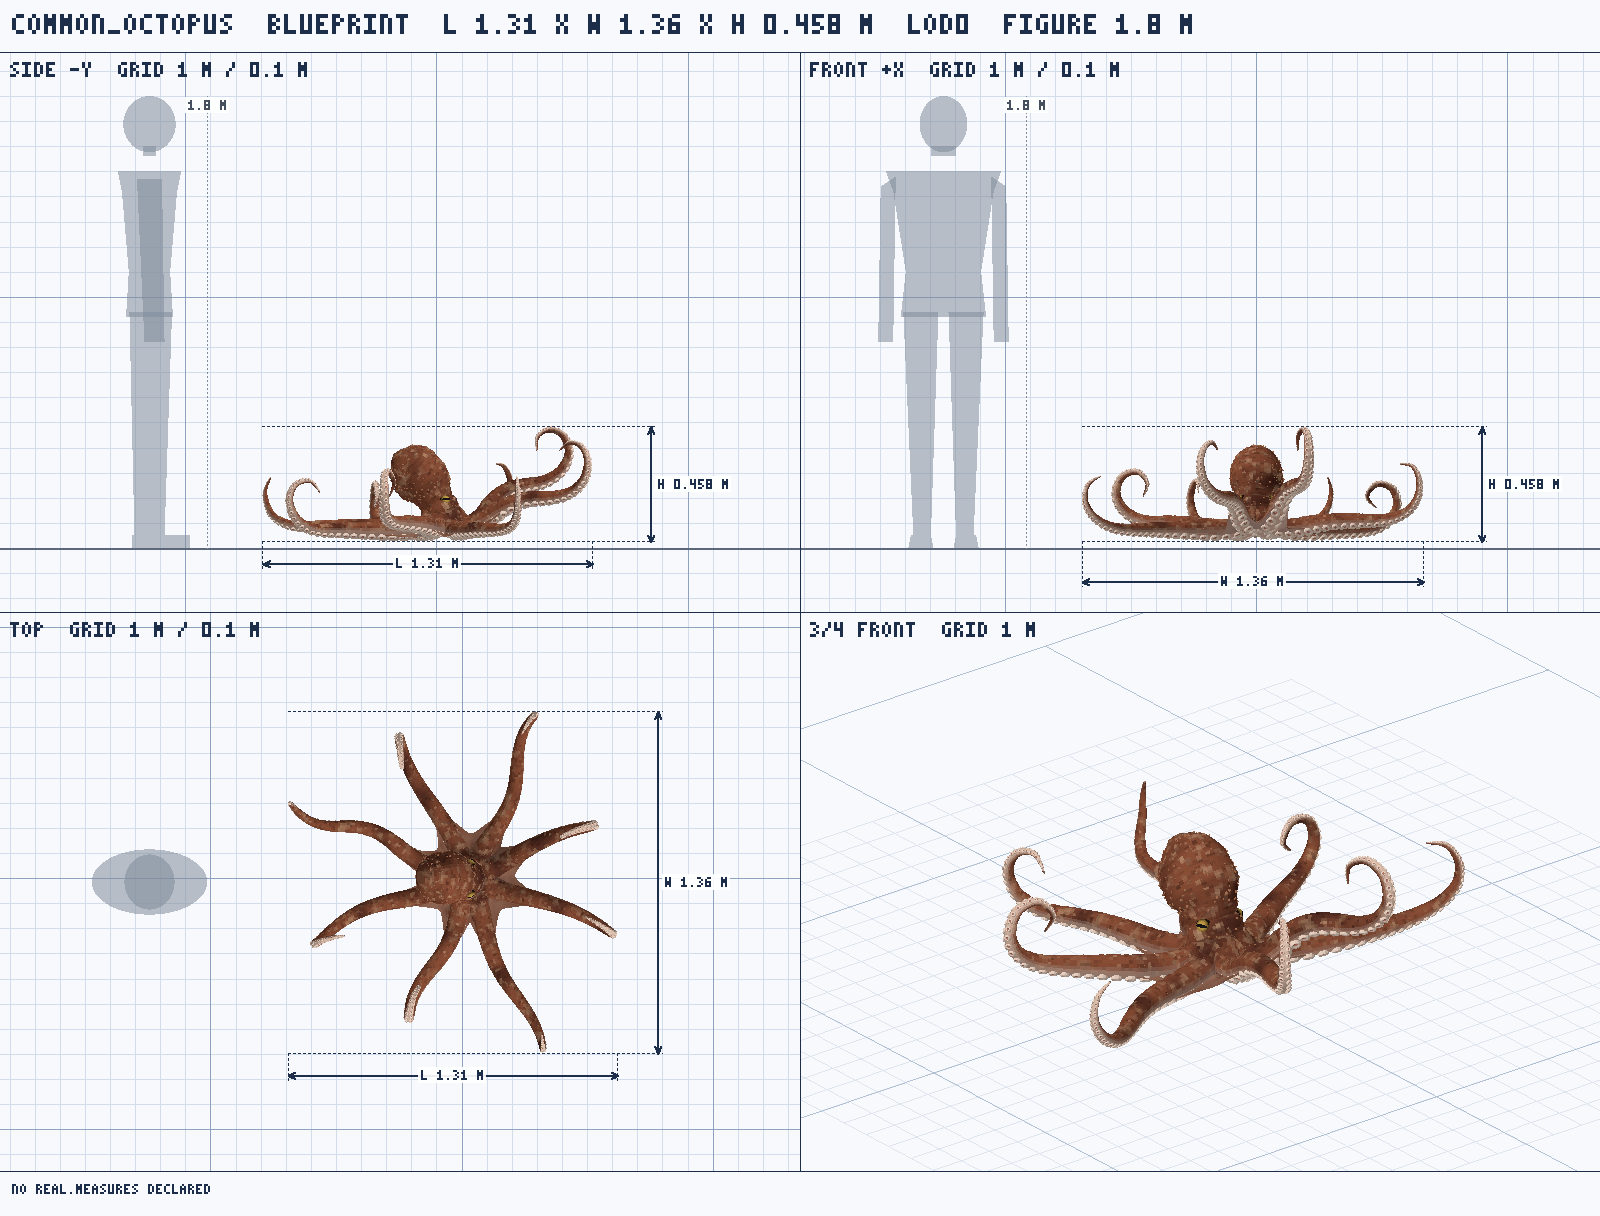 COMMON_OCTOPUS BLUEPRINT L 1.31 X W 1.36 X H 0.458 M LOD0 FIGURE 1.8 M
SIDE -Y GRID 1 M / 0.1 M
1.8 M
H 0.458 M
L 1.31 M
FRONT +X GRID 1 M / 0.1 M
1.8 M
H 0.458 M
W 1.36 M
TOP GRID 1 M / 0.1 M
W 1.36 M
L 1.31 M
3/4 FRONT GRID 1 M
NO REAL.MEASURES DECLARED